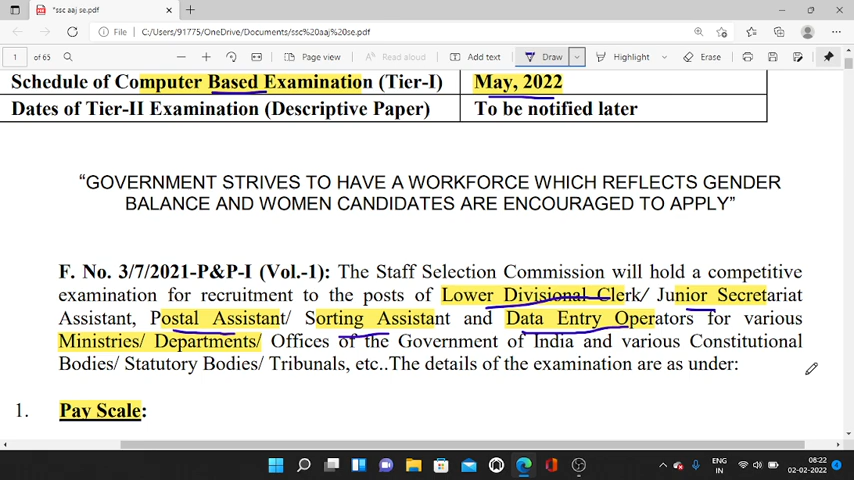 *ssc aaj se.pdf
File
C:/Users/91775/OneDrive/Documents/ssc%20aaj%20se.pdf
1 of 65
Page view
Read aloud
Add text
Draw
Highlight
Erase
Schedule of Computer Based Examination (Tier-I) May, 2022
Dates of Tier-II Examination (Descriptive Paper) To be notified later
“GOVERNMENT STRIVES TO HAVE A WORKFORCE WHICH REFLECTS GENDER
BALANCE AND WOMEN CANDIDATES ARE ENCOURAGED TO APPLY”
F. No. 3/7/2021-P&P-I (Vol.-1): The Staff Selection Commission will hold a competitive
examination for recruitment to the posts of Lower Divisional Clerk/ Junior Secretariat
Assistant, Postal Assistant/ Sorting Assistant and Data Entry Operators for various
Ministries/ Departments/ Offices of the Government of India and various Constitutional
Bodies/ Statutory Bodies/ Tribunals, etc..The details of the examination are as under:
1. Pay Scale:
ENG
IN
08:22
02-02-2022
4